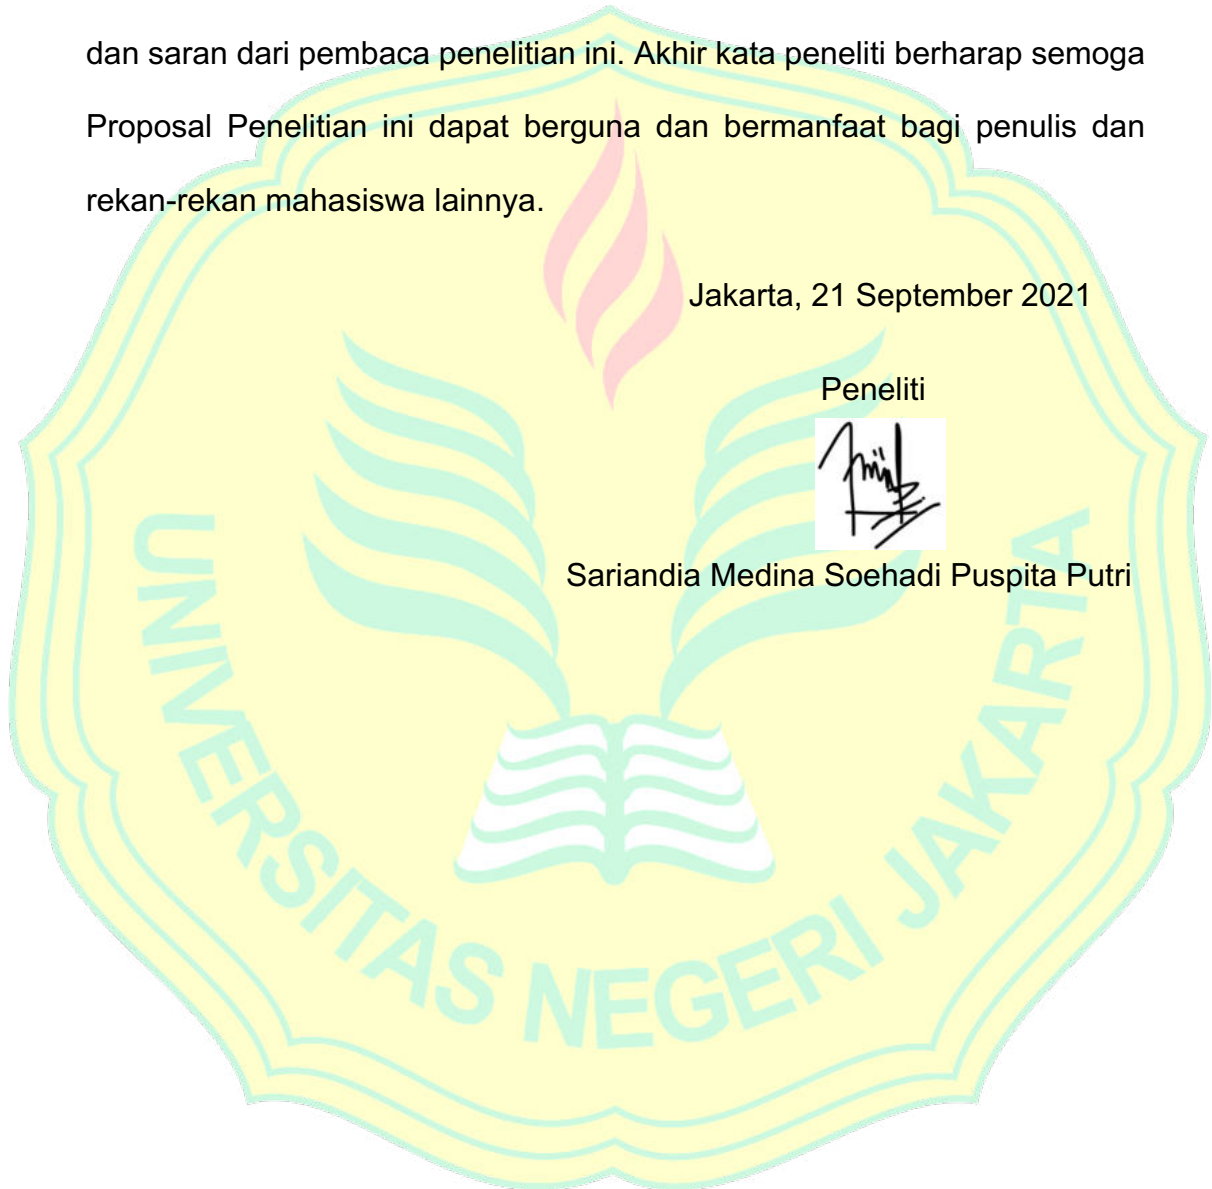 dan saran dari pembaca penelitian ini. Akhir kata peneliti berharap semoga
Proposal Penelitian ini dapat berguna dan bermanfaat bagi penulis dan
rekan-rekan mahasiswa lainnya.
Jakarta, 21 September 2021
Peneliti
Sariandia Medina Soehadi Puspita Putri
UNIVERSITAS NEGERI JAKARTA